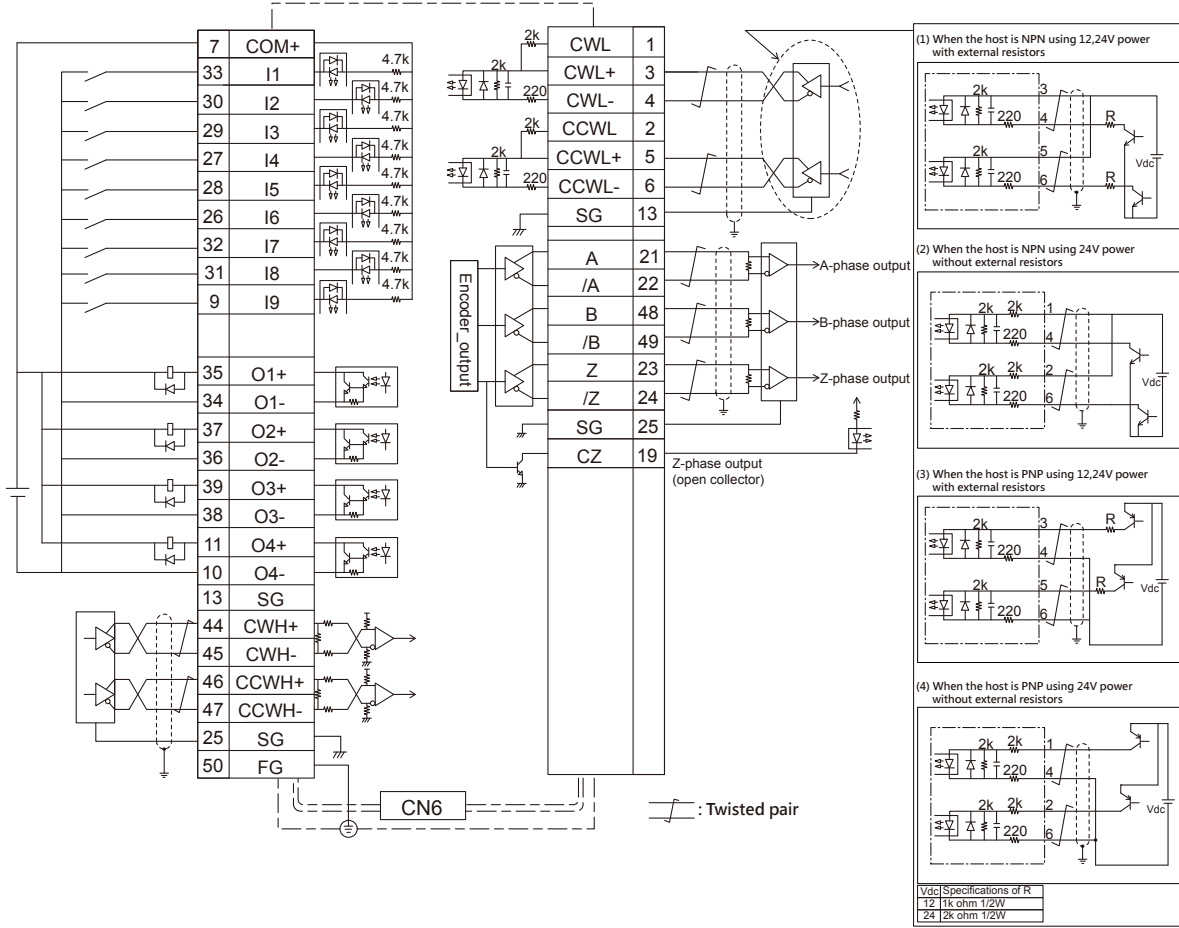 7 COM+
33 I1 4.7k
30 I2 4.7k
29 I3 4.7k
27 I4 4.7k
28 I5 4.7k
26 I6 4.7k
32 I7 4.7k
31 I8 4.7k
9 I9 4.7k
35 O1+
34 O1-
37 O2+
36 O2-
39 O3+
38 O3-
11 O4+
10 O4-
13 SG
44 CWH+
45 CWH-
46 CCWH+
47 CCWH-
25 SG
50 FG
CN6
2k CWL 1
2k CWL+ 3
220 CWL- 4
2k CCWL 2
2k CCWL+ 5
220 CCWL- 6
SG 13
Encoder_output
A 21 A-phase output
/A 22
B 48 B-phase output
/B 49
Z 23 Z-phase output
/Z 24
SG 25
CZ 19
Z-phase output
(open collector)
: Twisted pair
(1) When the host is NPN using 12,24V power
with external resistors
2k 3
220 4 R
2k 5
220 6 R
Vdc
(2) When the host is NPN using 24V power
without external resistors
2k 2k 1
220 4
2k 2k 2
220 6
Vdc
(3) When the host is PNP using 12,24V power
with external resistors
2k 3 R
220 4
2k 5 R
220 6
Vdc
(4) When the host is PNP using 24V power
without external resistors
2k 2k 1
220 4
2k 2k 2
220 6
Vdc
Vdc Specifications of R
12 1k ohm 1/2W
24 2k ohm 1/2W